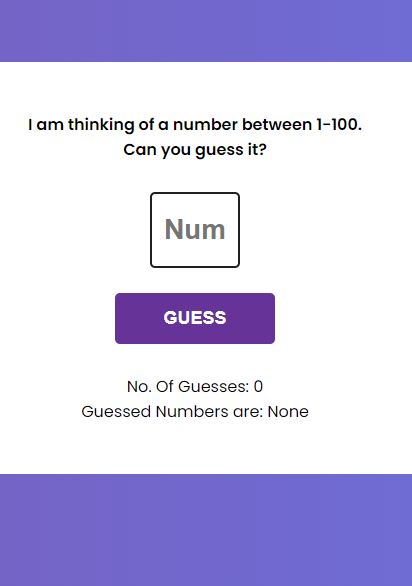 I am thinking of a number between 1-100.
Can you guess it?
Num
GUESS
No. Of Guesses: 0
Guessed Numbers are: None